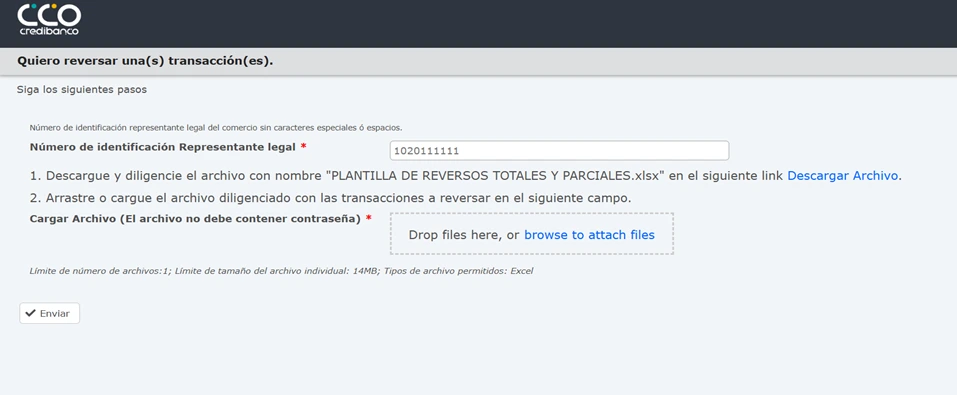 CCO
credibanco
Quiero reversar una(s) transacción(es).
Siga los siguientes pasos
Número de identificación representante legal del comercio sin caracteres especiales ó espacios.
Número de identificación Representante legal *
1020111111
1. Descargue y diligencie el archivo con nombre "PLANTILLA DE REVERSOS TOTALES Y PARCIALES.xlsx" en el siguiente link Descargar Archivo.
2. Arrastre o cargue el archivo diligenciado con las transacciones a reversar en el siguiente campo.
Cargar Archivo (El archivo no debe contener contraseña) *
Drop files here, or browse to attach files
Límite de número de archivos:1; Límite de tamaño del archivo individual: 14MB; Tipos de archivo permitidos: Excel
Enviar